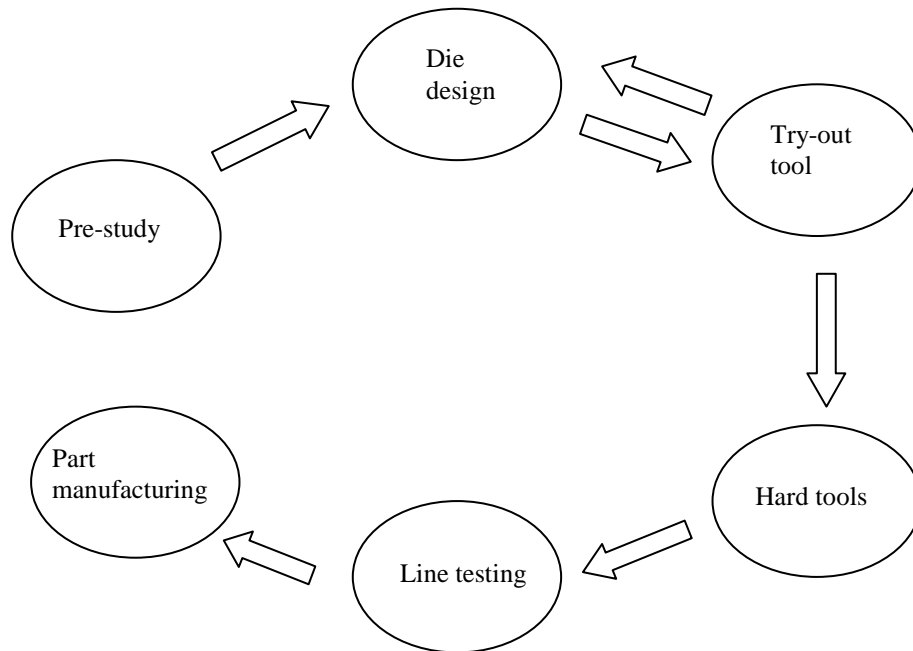 Pre-study
Die
design
Try-out
tool
Hard tools
Line testing
Part
manufacturing